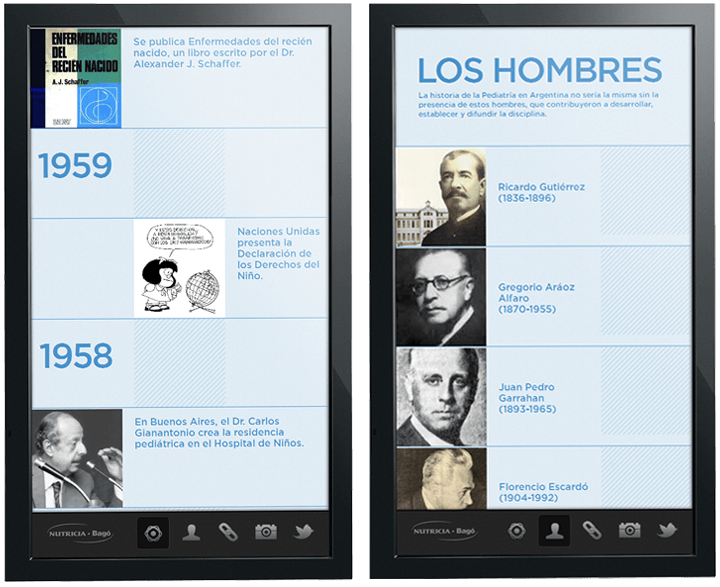 ENFERMEDADES
DEL
RECIÉN NACIDO
A. J. Schaffer
Se publica Enfermedades del recién
nacido, un libro escrito por el Dr.
Alexander J. Schaffer.
1959
Naciones Unidas
presenta la
Declaración de
los Derechos del
Niño.
1958
En Buenos Aires, el Dr. Carlos
Gianantonio crea la residencia
pediátrica en el Hospital de Niños.
NUTRICIA - Bagó
LOS HOMBRES
La historia de la Pediatría en Argentina no sería la misma sin la
presencia de estos hombres, que contribuyeron a desarrollar,
establecer y difundir la disciplina.
Ricardo Gutiérrez
(1836-1896)
Gregorio Aráoz
Alfaro
(1870-1955)
Juan Pedro
Garrahan
(1893-1965)
Florencio Escardó
(1904-1992)
NUTRICIA - Bagó